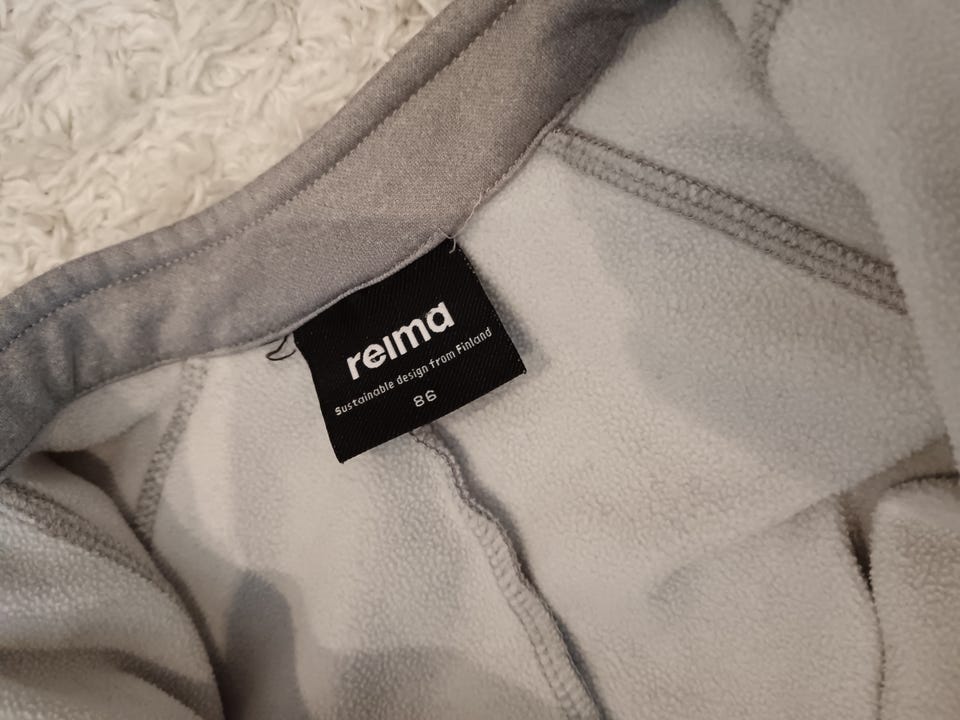 reima
Sustainable design from Finland
86